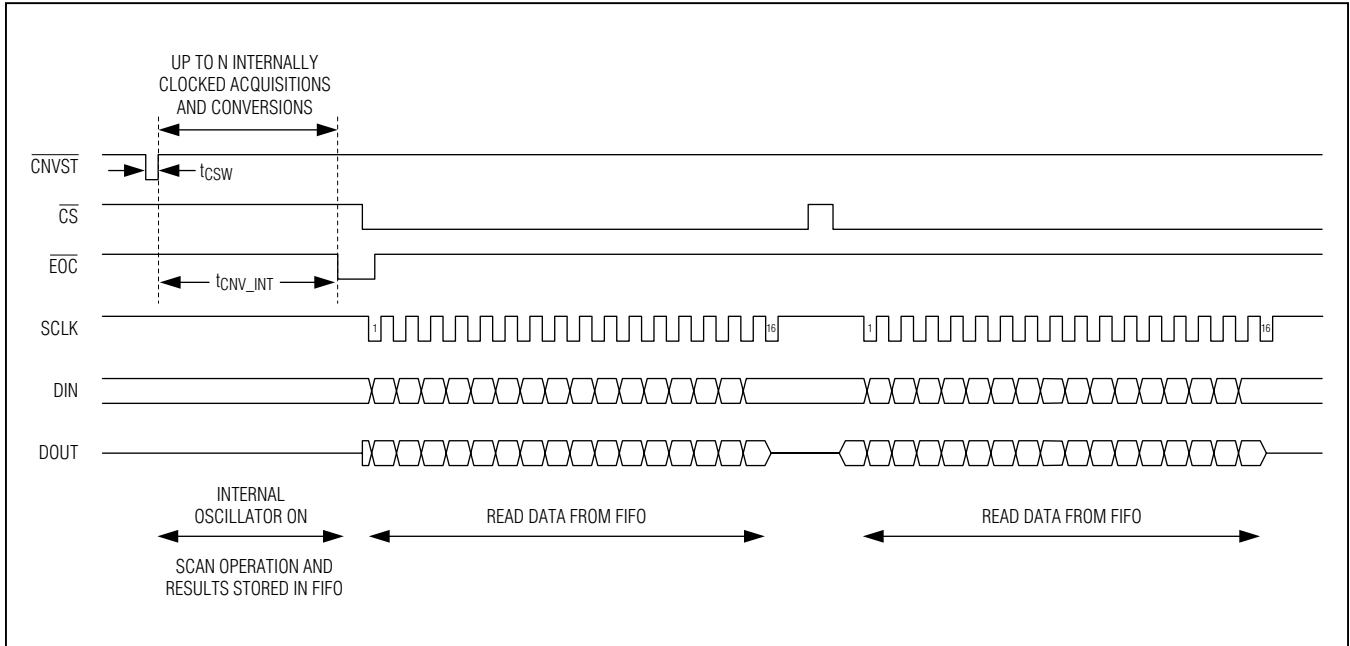 UP TO N INTERNALLY
CLOCKED ACQUISITIONS
AND CONVERSIONS
CNVST
tCSW
CS
EOC
tCNV_INT
SCLK
1
16
1
16
DIN
DOUT
INTERNAL
OSCILLATOR ON
READ DATA FROM FIFO
READ DATA FROM FIFO
SCAN OPERATION AND
RESULTS STORED IN FIFO